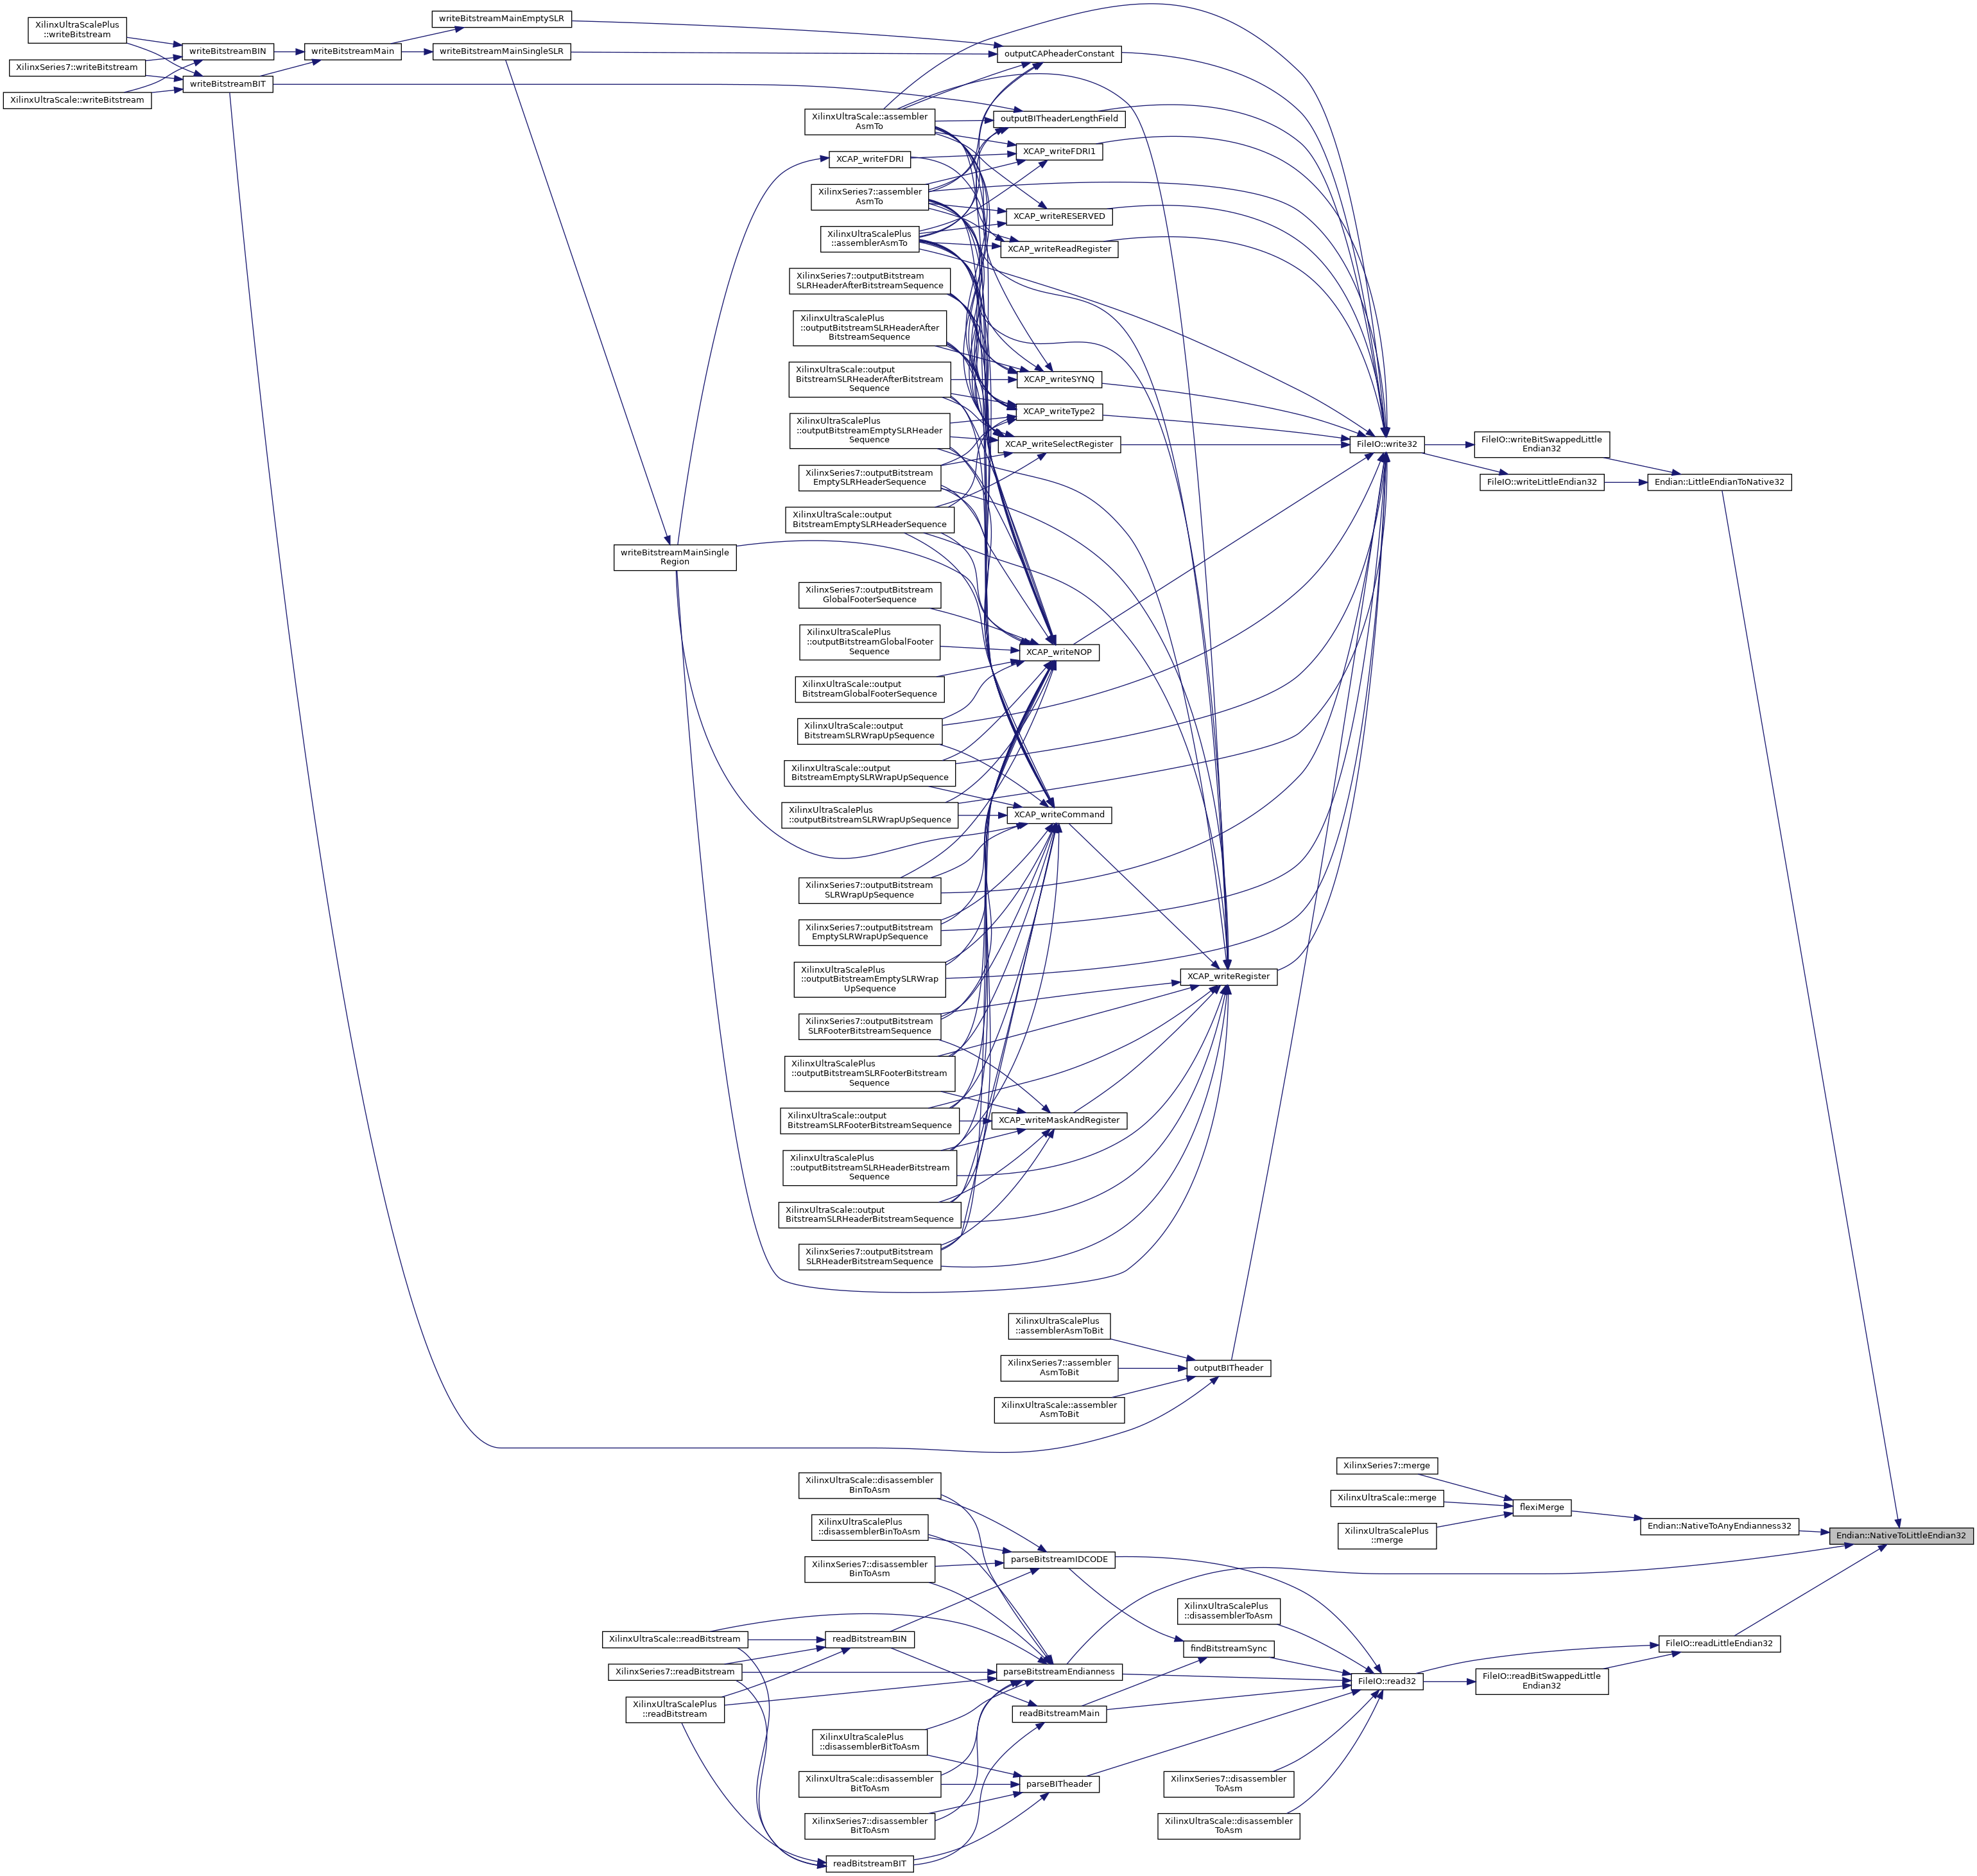 XilinxUltraScalePlus
::writeBitstream
XilinxSeries7::writeBitstream
XilinxUltraScale::writeBitstream
writeBitstreamBIN
writeBitstreamBIT
writeBitstreamMain
writeBitstreamMainEmptySLR
writeBitstreamMainSingleSLR
writeBitstreamMainSingle
Region
XilinxUltraScale::assembler
AsmTo
XCAP_writeFDRI
XilinxSeries7::assembler
AsmTo
XilinxUltraScalePlus
::assemblerAsmTo
XilinxSeries7::outputBitstream
SLRHeaderAfterBitstreamSequence
XilinxUltraScalePlus
::outputBitstreamSLRHeaderAfter
BitstreamSequence
XilinxUltraScale::output
BitstreamSLRHeaderAfterBitstream
Sequence
XilinxUltraScalePlus
::outputBitstreamEmptySLRHeader
Sequence
XilinxSeries7::outputBitstream
EmptySLRHeaderSequence
XilinxUltraScale::output
BitstreamEmptySLRHeaderSequence
XilinxSeries7::outputBitstream
GlobalFooterSequence
XilinxUltraScalePlus
::outputBitstreamGlobalFooter
Sequence
XilinxUltraScale::output
BitstreamGlobalFooterSequence
XilinxUltraScale::output
BitstreamSLRWrapUpSequence
XilinxUltraScale::output
BitstreamEmptySLRWrapUpSequence
XilinxUltraScalePlus
::outputBitstreamSLRWrapUpSequence
XilinxSeries7::outputBitstream
SLRWrapUpSequence
XilinxSeries7::outputBitstream
EmptySLRWrapUpSequence
XilinxUltraScalePlus
::outputBitstreamEmptySLRWrap
UpSequence
XilinxSeries7::outputBitstream
SLRFooterBitstreamSequence
XilinxUltraScalePlus
::outputBitstreamSLRFooterBitstream
Sequence
XilinxUltraScale::output
BitstreamSLRFooterBitstreamSequence
XilinxUltraScalePlus
::outputBitstreamSLRHeaderBitstream
Sequence
XilinxUltraScale::output
BitstreamSLRHeaderBitstreamSequence
XilinxSeries7::outputBitstream
SLRHeaderBitstreamSequence
outputCAPheaderConstant
outputBITheaderLengthField
XCAP_writeFDRI1
XCAP_writeRESERVED
XCAP_writeReadRegister
XCAP_writeSYNQ
XCAP_writeType2
XCAP_writeSelectRegister
XCAP_writeNOP
XCAP_writeCommand
XCAP_writeRegister
XCAP_writeMaskAndRegister
FileIO::write32
FileIO::writeBitSwappedLittle
Endian32
FileIO::writeLittleEndian32
Endian::LittleEndianToNative32
XilinxUltraScalePlus
::assemblerAsmToBit
XilinxSeries7::assembler
AsmToBit
XilinxUltraScale::assembler
AsmToBit
outputBITheader
XilinxSeries7::merge
XilinxUltraScale::merge
XilinxUltraScalePlus
::merge
flexiMerge
Endian::NativeToAnyEndianness32
Endian::NativeToLittleEndian32
XilinxUltraScale::disassembler
BinToAsm
XilinxUltraScalePlus
::disassemblerBinToAsm
XilinxSeries7::disassembler
BinToAsm
parseBitstreamIDCODE
XilinxUltraScalePlus
::disassemblerToAsm
findBitstreamSync
FileIO::readLittleEndian32
XilinxUltraScale::readBitstream
XilinxSeries7::readBitstream
XilinxUltraScalePlus
::readBitstream
readBitstreamBIN
parseBitstreamEndianness
FileIO::read32
FileIO::readBitSwappedLittle
Endian32
readBitstreamMain
XilinxUltraScalePlus
::disassemblerBitToAsm
XilinxUltraScale::disassembler
BitToAsm
XilinxSeries7::disassembler
BitToAsm
parseBITheader
XilinxSeries7::disassembler
ToAsm
XilinxUltraScale::disassembler
ToAsm
readBitstreamBIT